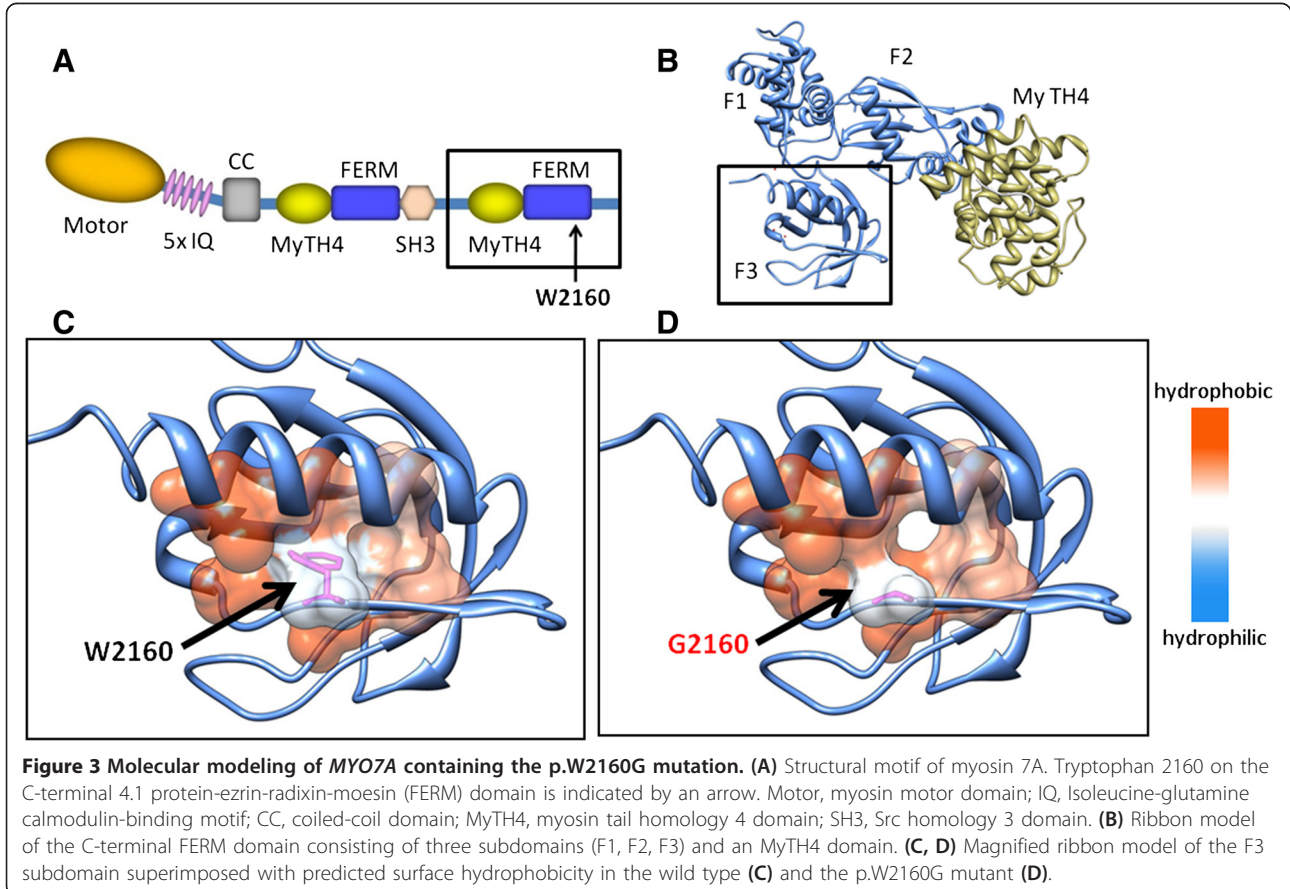 A
B
F2
F1
My TH4
CC
FERM
FERM
Motor
5x IQ
MyTH4
SH3
MyTH4
F3
W2160
C
D
hydrophobic
W2160
G2160
hydrophilic
Figure 3 Molecular modeling of MYO7A containing the p.W2160G mutation. (A) Structural motif of myosin 7A. Tryptophan 2160 on the
C-terminal 4.1 protein-ezrin-radixin-moesin (FERM) domain is indicated by an arrow. Motor, myosin motor domain; IQ, Isoleucine-glutamine
calmodulin-binding motif; CC, coiled-coil domain; MyTH4, myosin tail homology 4 domain; SH3, Src homology 3 domain. (B) Ribbon model
of the C-terminal FERM domain consisting of three subdomains (F1, F2, F3) and an MyTH4 domain. (C, D) Magnified ribbon model of the F3
subdomain superimposed with predicted surface hydrophobicity in the wild type (C) and the p.W2160G mutant (D).